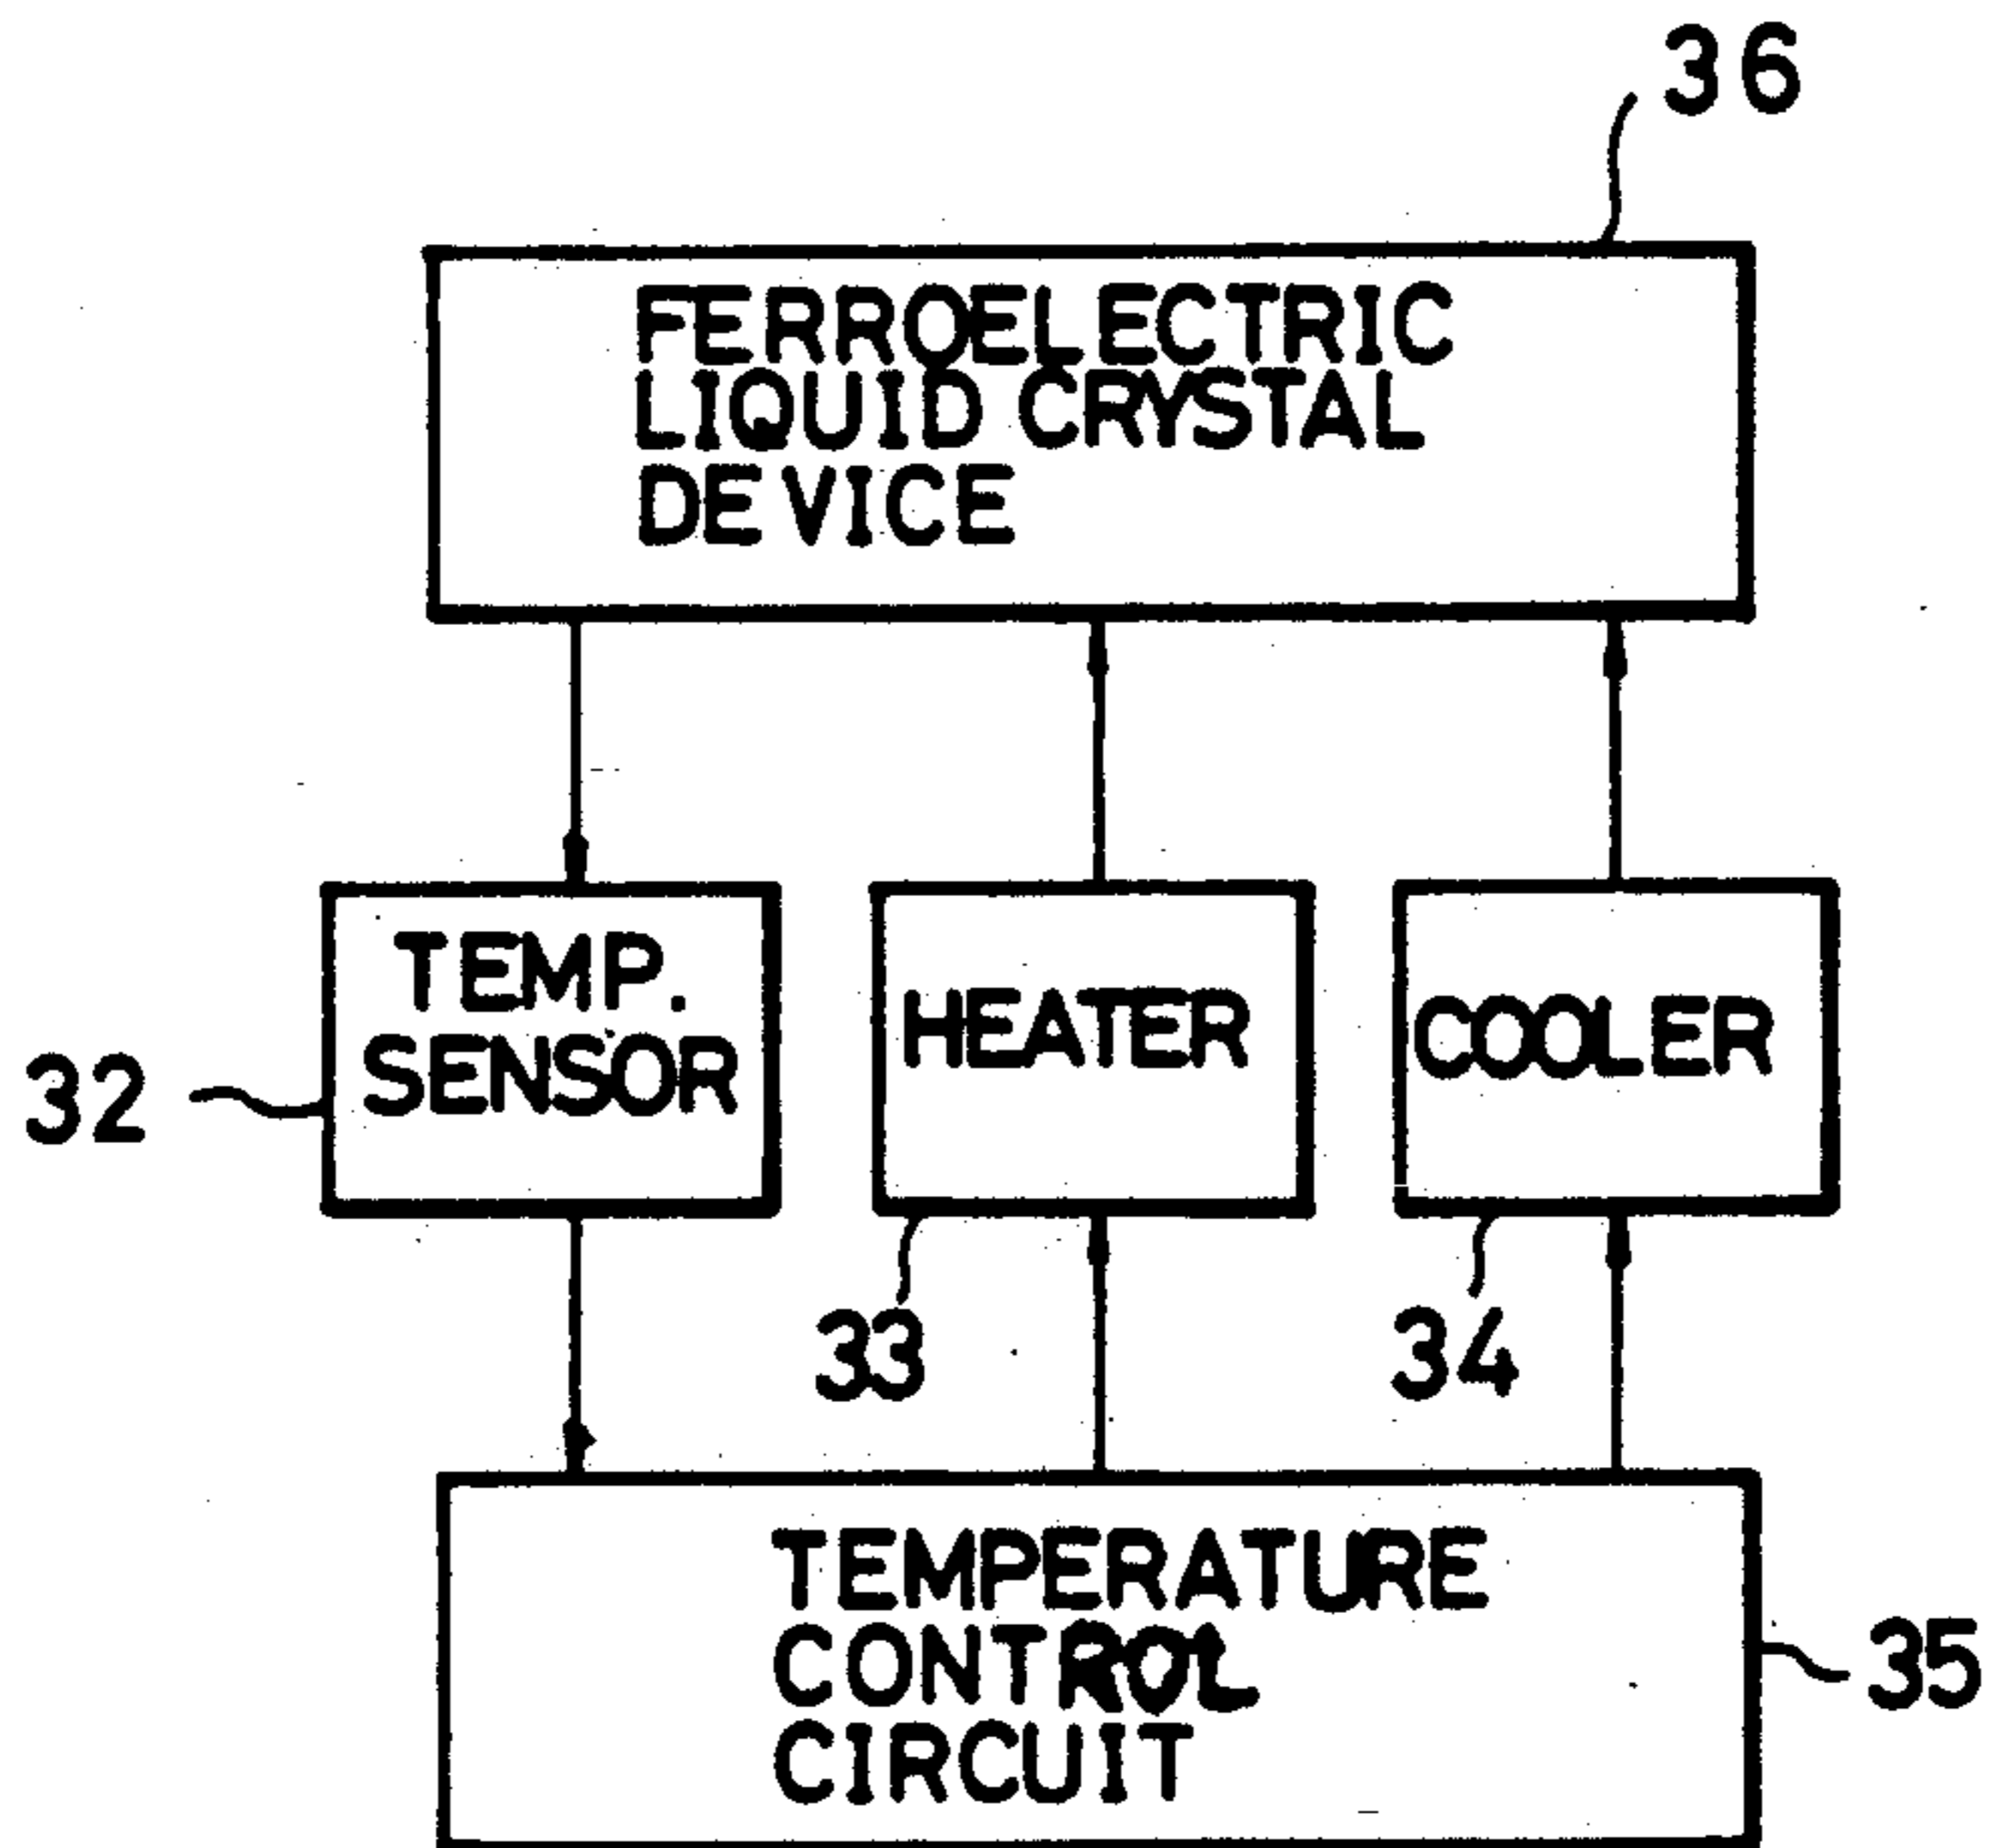 36
FERROELECTRIC
LIQUID CRYSTAL
DEVICE
TEMP.
SENSOR
HEATER
COOLER
32
33
34
TEMPERATURE
CONTROL
CIRCUIT
35